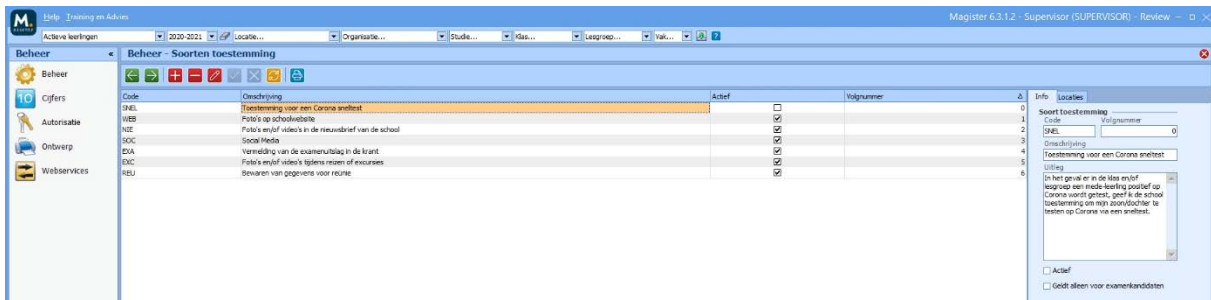 M.
Help Training en Advies
Magister 6.3.1.2 - Supervisor (SUPERVISOR) - Review
Actieve leerlingen 2020-2021 Locatie... Organisatie... Studie... Klas... Lesgroep... Vak...
Beheer «
Beheer
10 Cijfers
Autorisatie
Ontwerp
Webservices
Beheer - Soorten toestemming
Code Omschrijving Actief Volgnummer
SNEL Toestemming voor een Corona sneltest 0
WEB Foto's op schoolwebsite 1
NIE Foto's en/of video's in de nieuwsbrief van de school 2
SOC Social Media 3
EXA Vermelding van de examenuitslag in de krant 4
EXC Foto's en/of video's tijdens reizen of excursies 5
REU Bewaren van gegevens voor reünie 6
Info Locaties
Soort toestemming
Code Volgnummer
SNEL 0
Omschrijving
Toestemming voor een Corona sneltest
Uitleg
In het geval er in de klas en/of
lesgroep een mede-leerling positief op
Corona wordt getest, geef ik de school
toestemming om mijn zoon/dochter te
testen op Corona via een sneltest.
Actief
Geldt alleen voor examenkandidaten